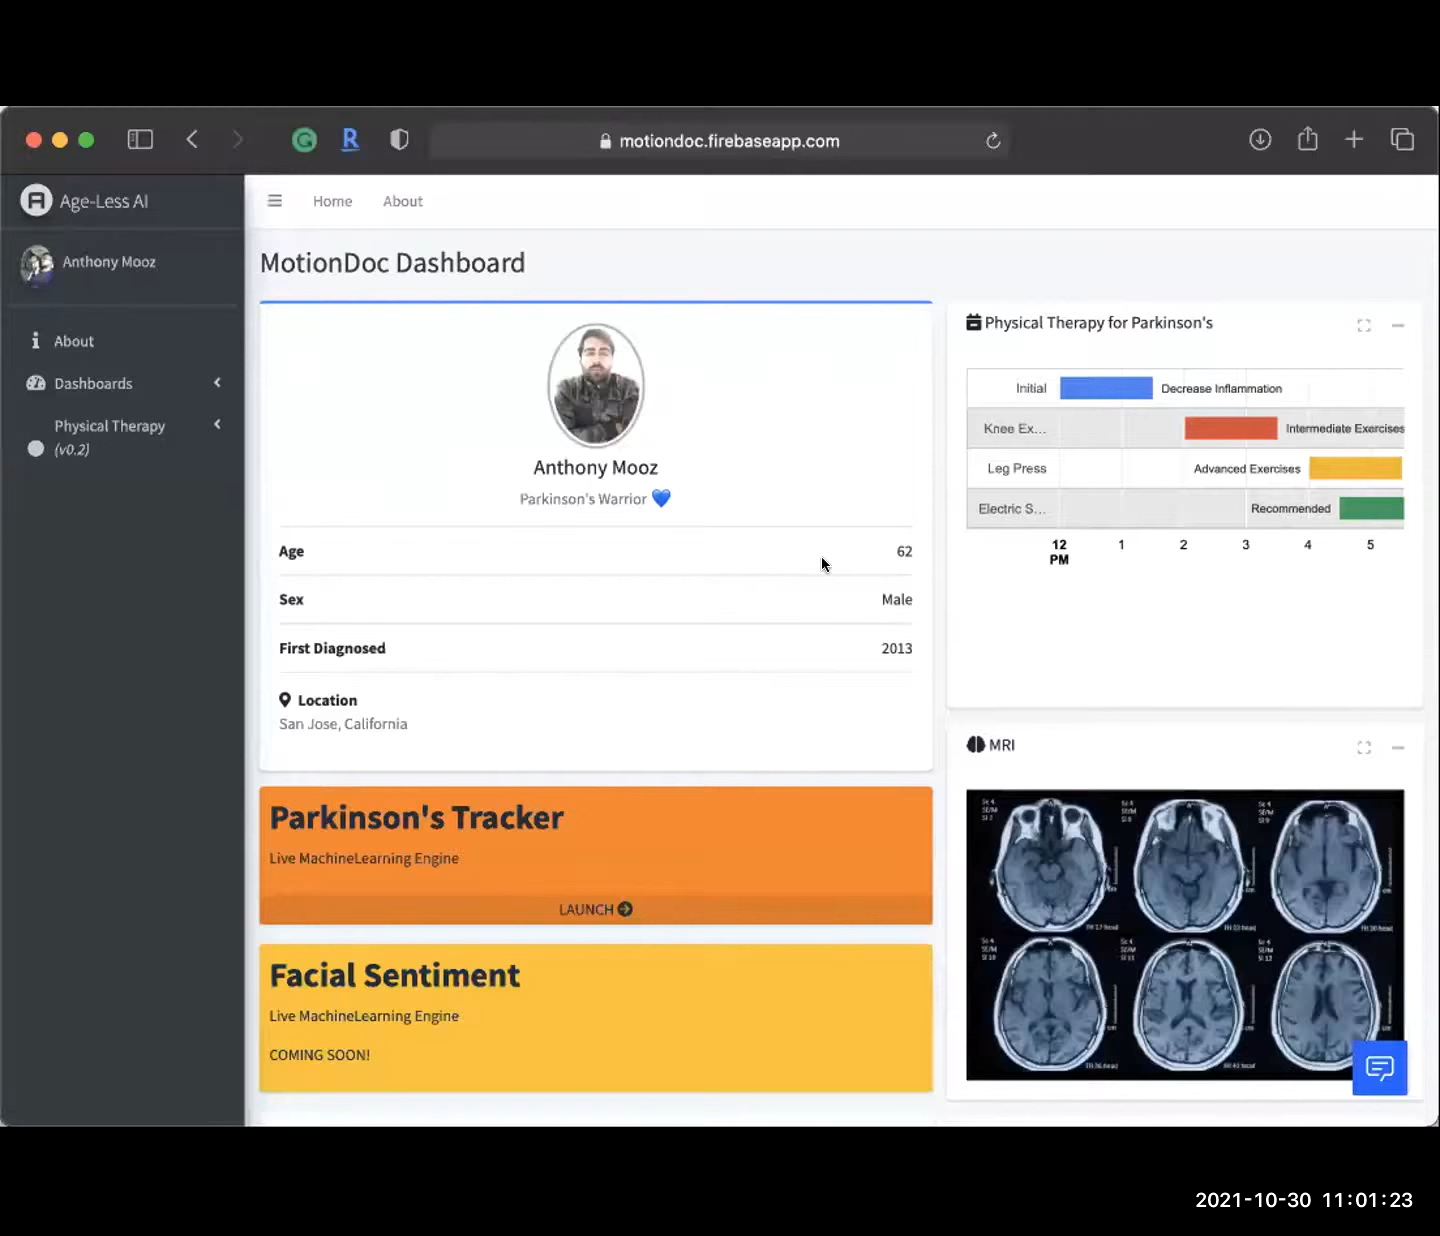 motiondoc.firebaseapp.com
Age-Less AI
Home About
Anthony Mooz
About
Dashboards
Physical Therapy
(v0.2)
MotionDoc Dashboard
Anthony Mooz
Parkinson's Warrior 💙
Age 62
Sex Male
First Diagnosed 2013
Location
San Jose, California
Parkinson's Tracker
Live MachineLearning Engine
LAUNCH
Facial Sentiment
Live MachineLearning Engine
COMING SOON!
Physical Therapy for Parkinson's
Initial Decrease Inflammation
Knee Ex... Intermediate Exercises
Leg Press Advanced Exercises
Electric S... Recommended
12 1 2 3 4 5
PM
MRI
2021-10-30 11:01:23